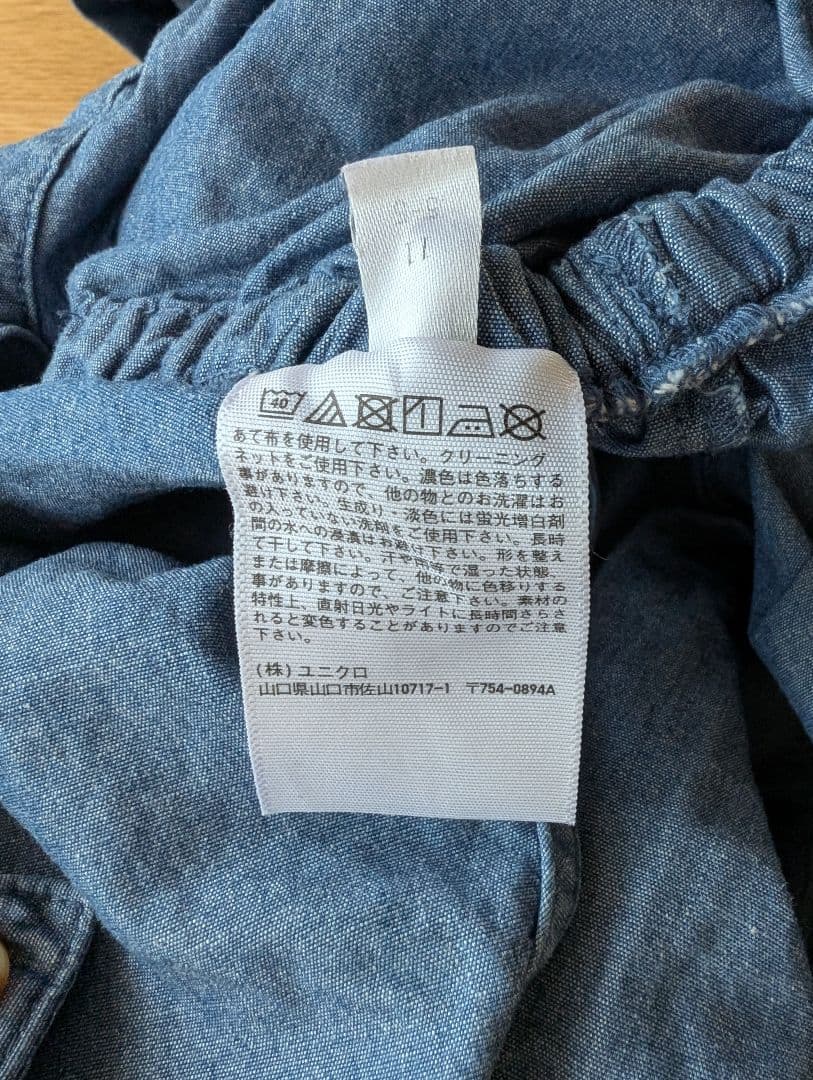 40
あて布を使用して下さい。クリーニング
ネットをご使用下さい。濃色は色落ちする
事がありますので、他の物とのお洗濯はお
避け下さい。生成り、淡色には蛍光増白剤
の入っていない洗剤をご使用下さい。長時
間の水への浸漬はお避け下さい。形を整え
て干して下さい。汗や雨等で湿った状態、
または摩擦によって、他の物に色移りする
事がありますので、ご注意下さい。素材の
特性上、直射日光やライトに長時間さらさ
れると変色することがありますのでご注意
下さい。
(株)ユニクロ
山口県山口市佐山10717-1 〒754-0894A